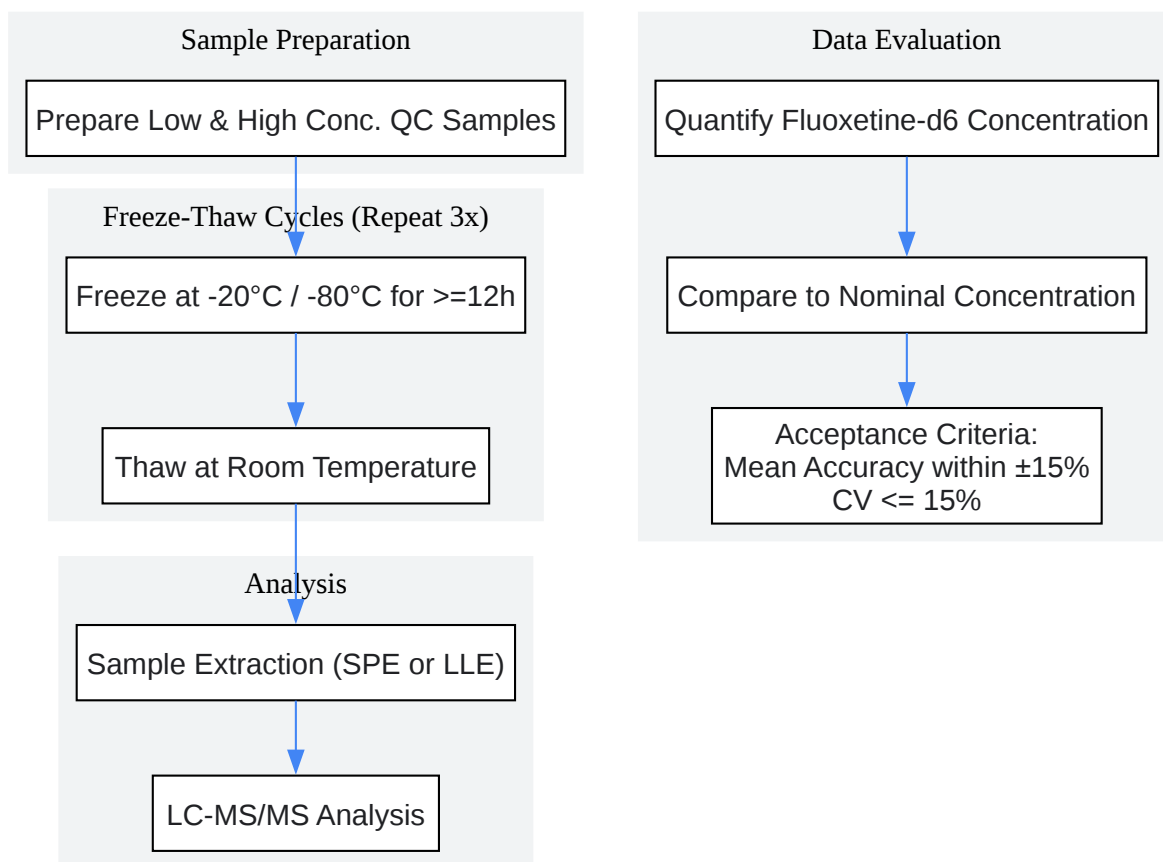 Sample Preparation
Prepare Low & High Conc. QC Samples
Freeze-Thaw Cycles (Repeat 3x)
Freeze at -20°C / -80°C for >=12h
Thaw at Room Temperature
Analysis
Sample Extraction (SPE or LLE)
LC-MS/MS Analysis
Data Evaluation
Quantify Fluoxetine-d6 Concentration
Compare to Nominal Concentration
Acceptance Criteria:
Mean Accuracy within ±15%
CV <= 15%